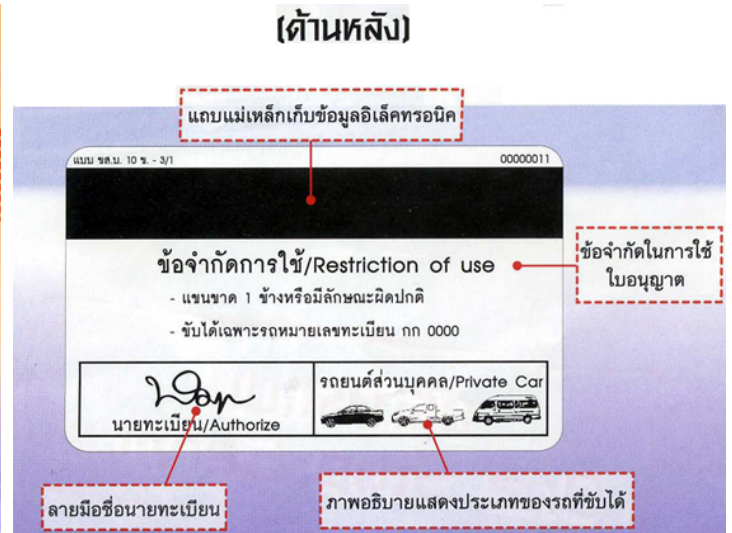 (ด้านหลัง)
แถบแม่เหล็กเก็บข้อมูลอิเล็คทรอนิค
แบบ ขส.บ. 10 ข. - 3/1
00000011
ข้อจำกัดการใช้/Restriction of use
- แขนขาด 1 ข้างหรือมีลักษณะผิดปกติ
- ขับได้เฉพาะรถหมายเลขทะเบียน กก 0000
ข้อจำกัดในการใช้
ใบอนุญาต
นายทะเบียน/Authorize
รถยนต์ส่วนบุคคล/Private Car
ลายมือชื่อนายทะเบียน
ภาพอธิบายแสดงประเภทของรถที่ขับได้